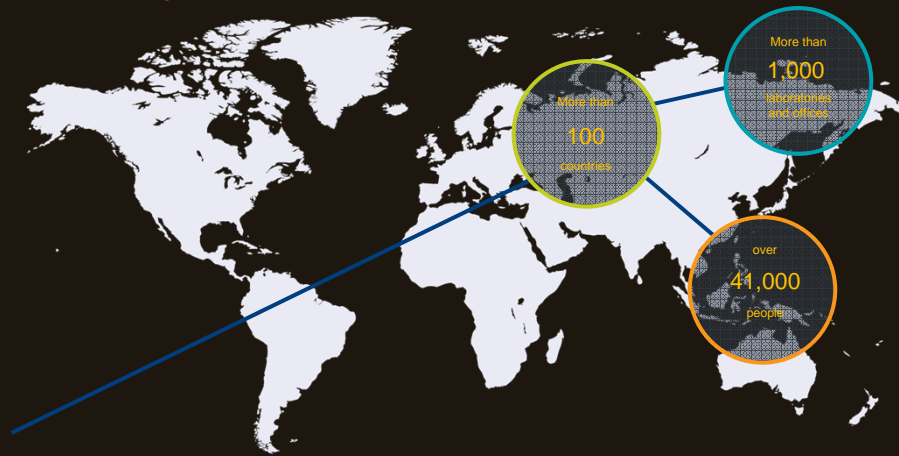 More than
100
countries
More than
1,000
laboratories
and offices
over
41,000
people